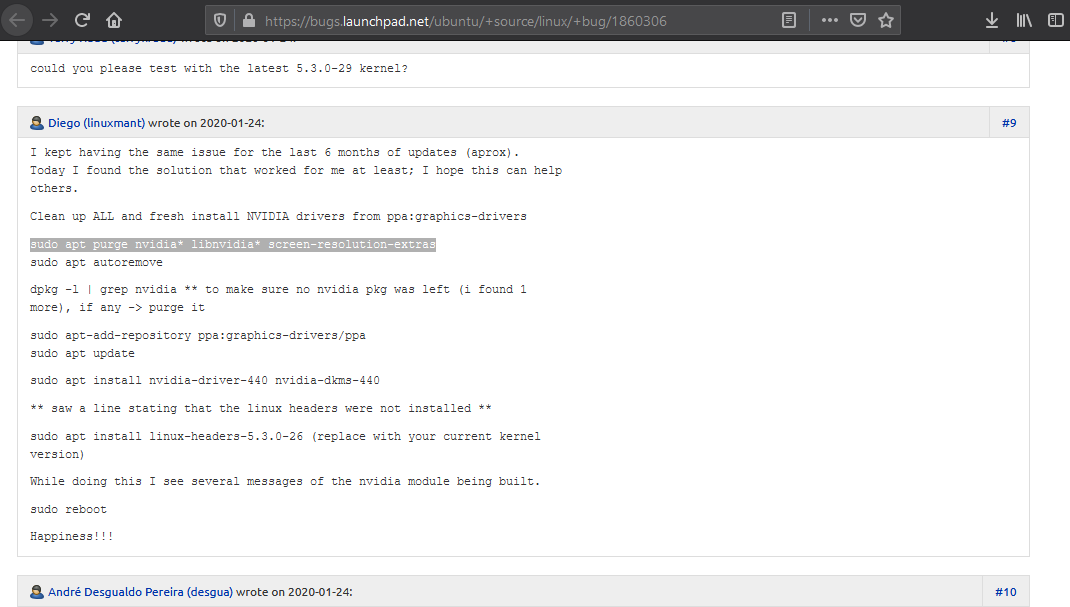 https://bugs.launchpad.net/ubuntu/+source/linux/+bug/1860306
could you please test with the latest 5.3.0-29 kernel?
Diego (linuxmant) wrote on 2020-01-24:
#9
I kept having the same issue for the last 6 months of updates (aprox).
Today I found the solution that worked for me at least; I hope this can help
others.
Clean up ALL and fresh install NVIDIA drivers from ppa:graphics-drivers
sudo apt purge nvidia* libnvidia* screen-resolution-extras
sudo apt autoremove
dpkg -l | grep nvidia ** to make sure no nvidia pkg was left (i found 1
more), if any -> purge it
sudo apt-add-repository ppa:graphics-drivers/ppa
sudo apt update
sudo apt install nvidia-driver-440 nvidia-dkms-440
** saw a line stating that the linux headers were not installed **
sudo apt install linux-headers-5.3.0-26 (replace with your current kernel
version)
While doing this I see several messages of the nvidia module being built.
sudo reboot
Happiness!!!
André Desgualdo Pereira (desgua) wrote on 2020-01-24:
#10